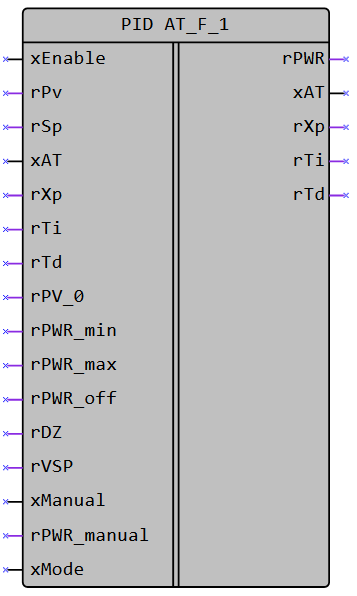 PID AT_F_1
xEnable rPWR
rPv xAT
rSp rXp
xAT rTi
rXp rTd
rTi
rTd
rPV_0
rPWR_min
rPWR_max
rPWR_off
rDZ
rVSP
xManual
rPWR_manual
xMode